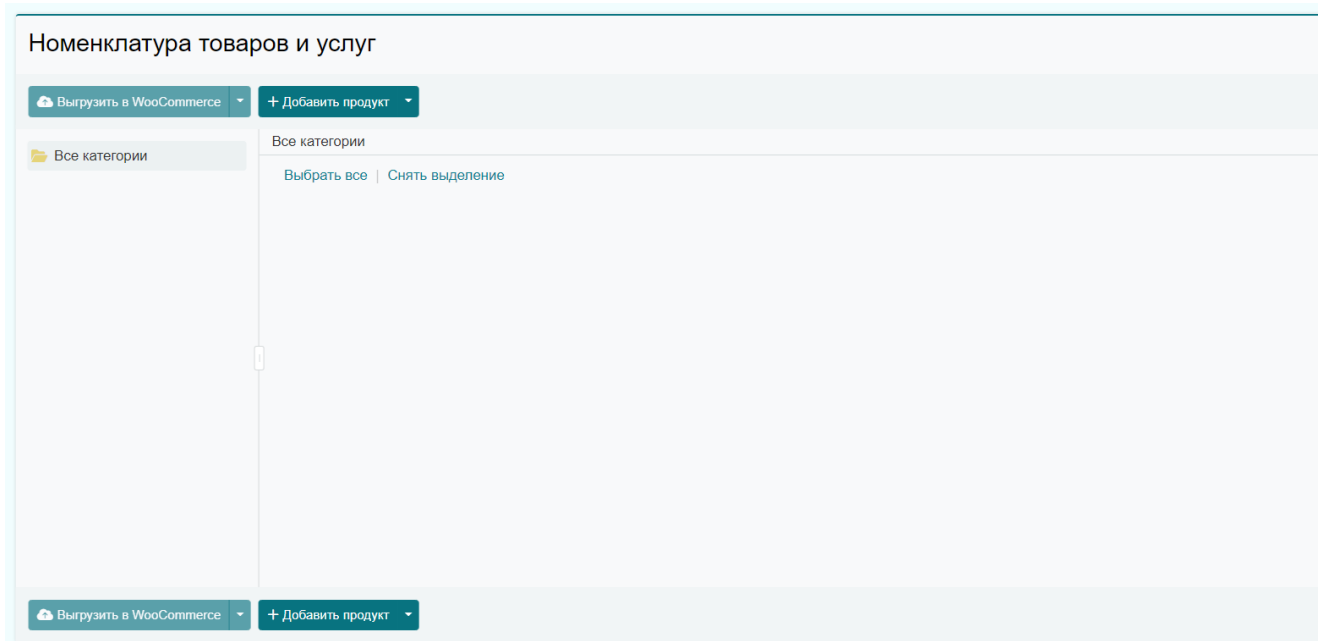 Номенклатура товаров и услуг
Выгрузить в WooCommerce + Добавить продукт
Все категории
Все категории
Выбрать все | Снять выделение
Выгрузить в WooCommerce + Добавить продукт